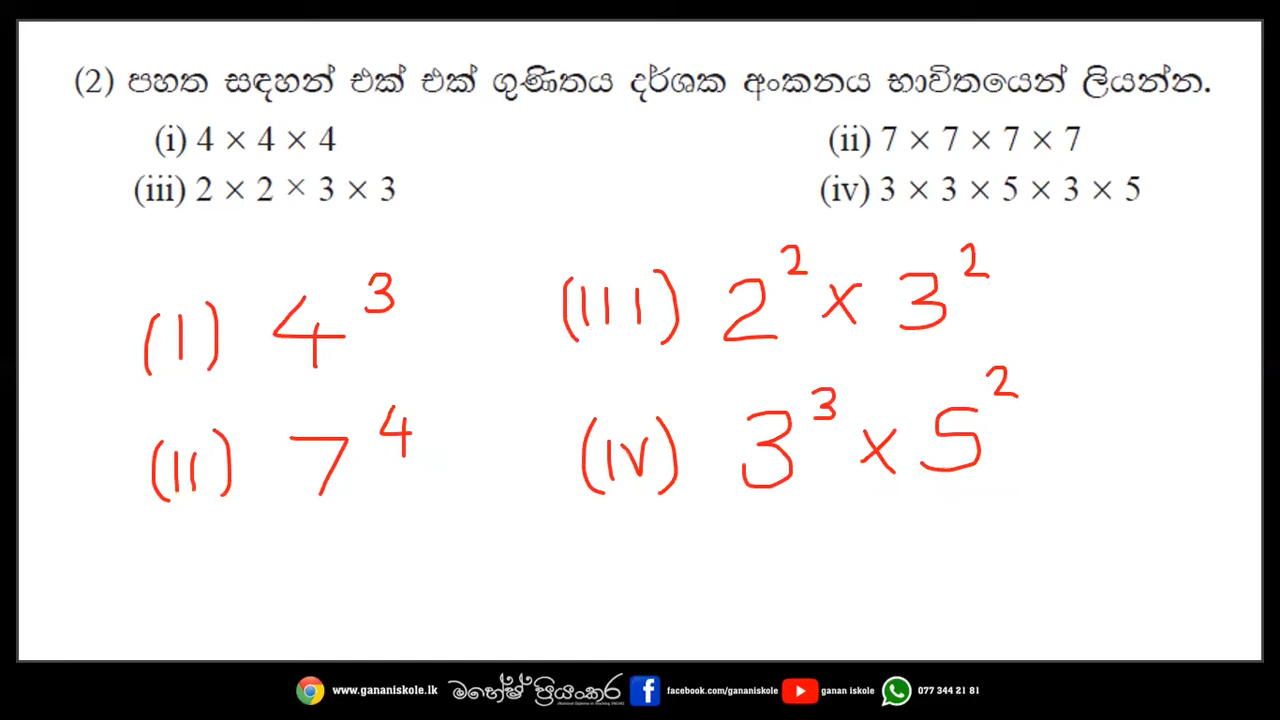 (2) පහත සඳහන් එක් එක් ගුණිතය දර්ශක අංකනය භාවිතයෙන් ලියන්න.
(i) 4 × 4 × 4 (ii) 7 × 7 × 7 × 7
(iii) 2 × 2 × 3 × 3 (iv) 3 × 3 × 5 × 3 × 5
(I) 4³ (III) 2² × 3²
(II) 7⁴ (IV) 3³ × 5²
www.gananiskole.lk මහේෂ් ප්‍රියංකර facebook.com/gananiskole ganan iskole 077 344 21 81